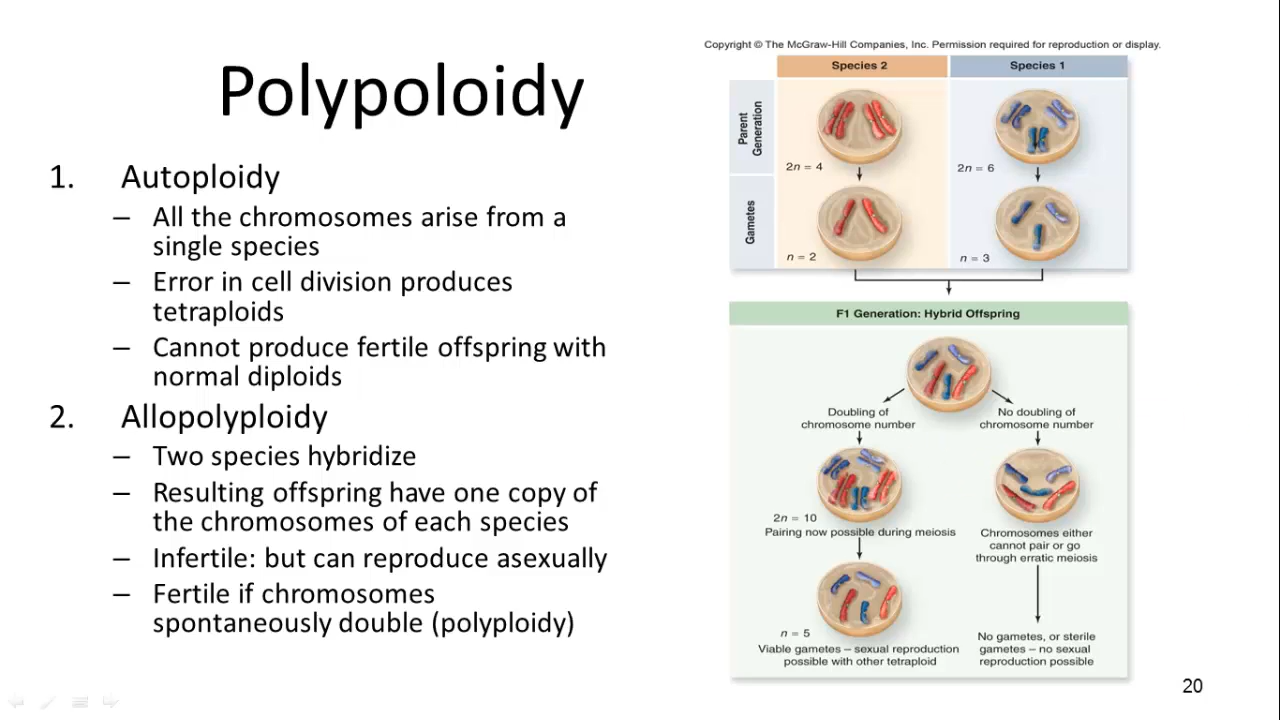 Polypoloidy
1. Autoploidy
– All the chromosomes arise from a
single species
– Error in cell division produces
tetraploids
– Cannot produce fertile offspring with
normal diploids
2. Allopolyploidy
– Two species hybridize
– Resulting offspring have one copy of
the chromosomes of each species
– Infertile: but can reproduce asexually
– Fertile if chromosomes
spontaneously double (polyploidy)
Copyright © The McGraw-Hill Companies, Inc. Permission required for reproduction or display.
Species 2
Species 1
Parent
Generation
2n = 4
2n = 6
Gametes
n = 2
n = 3
F1 Generation: Hybrid Offspring
Doubling of
chromosome number
No doubling of
chromosome number
2n = 10
Pairing now possible during meiosis
Chromosomes either
cannot pair or go
through erratic meiosis
n = 5
Viable gametes – sexual reproduction
possible with other tetraploid
No gametes, or sterile
gametes – no sexual
reproduction possible
20